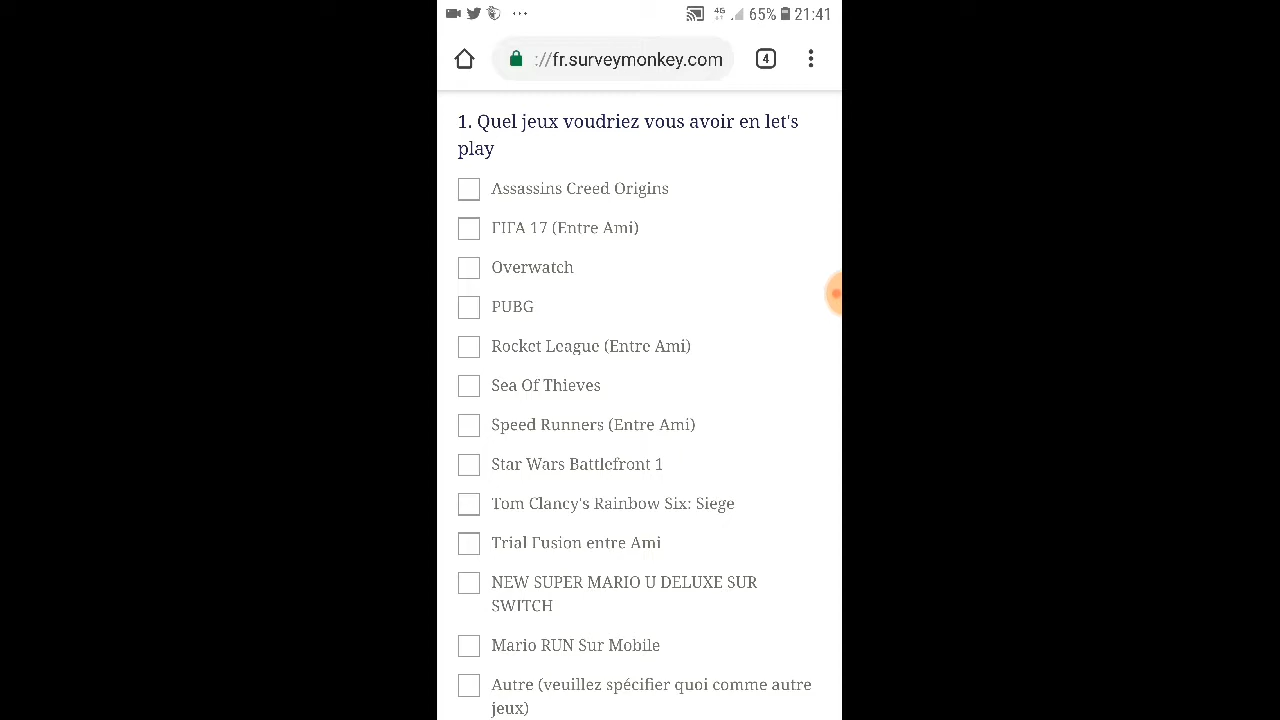 4G 65% 21:41
://fr.surveymonkey.com 4
1. Quel jeux voudriez vous avoir en let's
play
Assassins Creed Origins
FIFA 17 (Entre Ami)
Overwatch
PUBG
Rocket League (Entre Ami)
Sea Of Thieves
Speed Runners (Entre Ami)
Star Wars Battlefront 1
Tom Clancy's Rainbow Six: Siege
Trial Fusion entre Ami
NEW SUPER MARIO U DELUXE SUR
SWITCH
Mario RUN Sur Mobile
Autre (veuillez spécifier quoi comme autre
jeux)